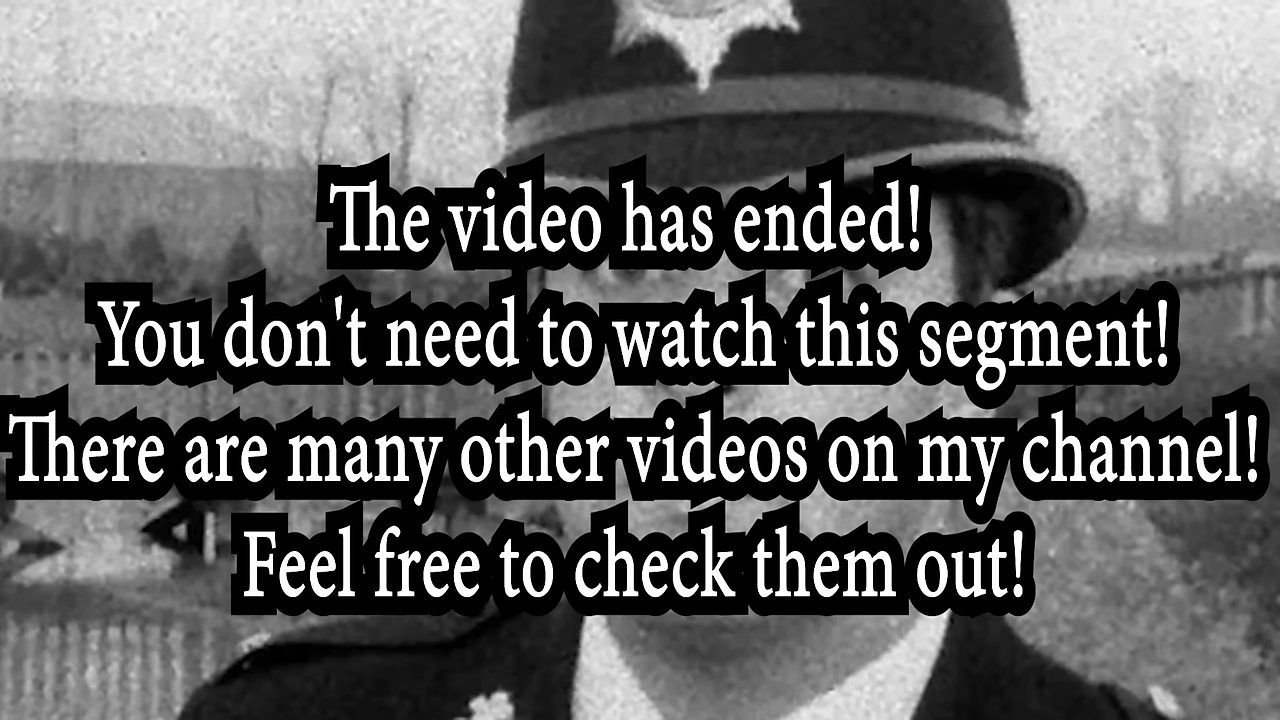 The video has ended!
You don't need to watch this segment!
There are many other videos on my channel!
Feel free to check them out!